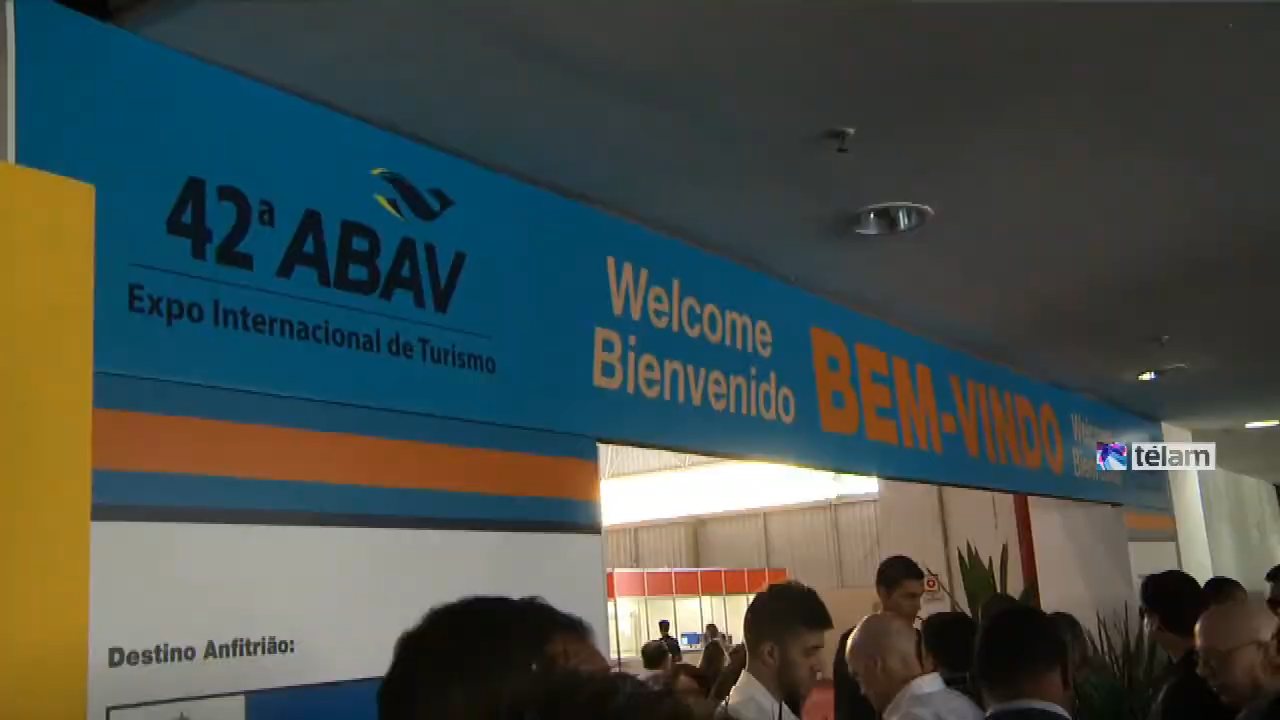 42ª ABAV
Expo Internacional de Turismo
Welcome
Bienvenido
BEM-VINDO
télam
Destino Anfitrião: